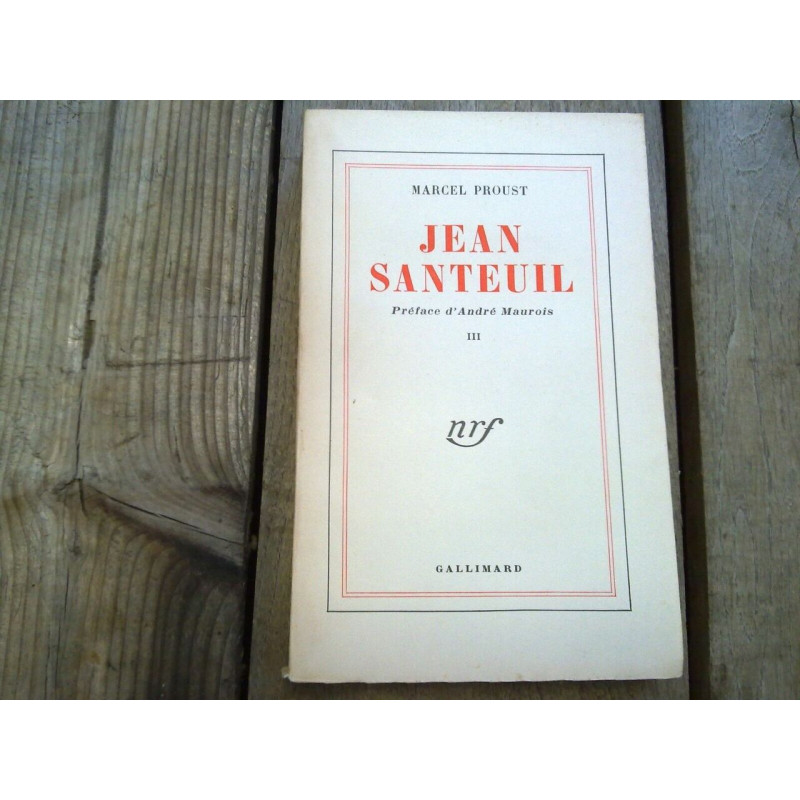 MARCEL PROUST
JEAN
SANTEUIL
Préface d'André Maurois
III
nrf
GALLIMARD